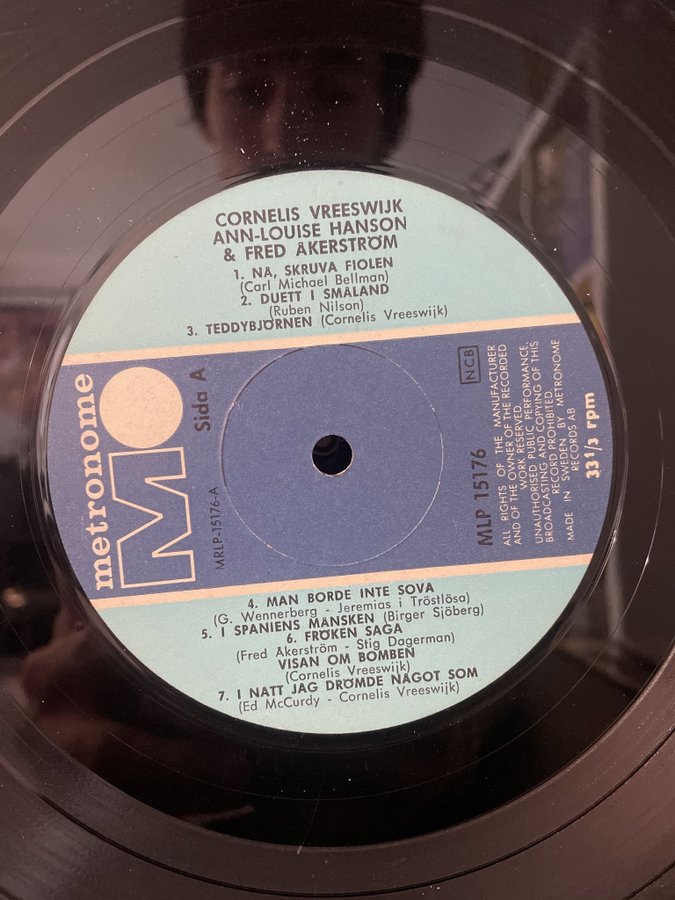 CORNELIS VREESWIJK
ANN-LOUISE HANSON
& FRED ÅKERSTRÖM
1. NÅ, SKRUVA FIOLEN
(Carl Michael Bellman)
2. DUETT I SMÅLAND
(Ruben Nilson)
3. TEDDYBJÖRNEN (Cornelis Vreeswijk)
metronome
MO
Sida A
MRLP-15176-A
NCB
MLP 15176
ALL RIGHTS OF THE MANUFACTURER
AND OF THE OWNER OF THE RECORDED
WORK RESERVED.
UNAUTHORISED PUBLIC PERFORMANCE,
BROADCASTING AND COPYING OF THIS
RECORD PROHIBITED.
MADE IN SWEDEN BY METRONOME
RECORDS AB
33 1/3 rpm
4. MAN BORDE INTE SOVA
(G. Wennerberg - Jeremias i Tröstlösa)
5. I SPANIENS MÅNSKEN (Birger Sjöberg)
6. FRÖKEN SAGA
(Fred Åkerström - Stig Dagerman)
VISAN OM BOMBEN
(Cornelis Vreeswijk)
7. I NATT JAG DRÖMDE NÅGOT SOM
(Ed McCurdy - Cornelis Vreeswijk)